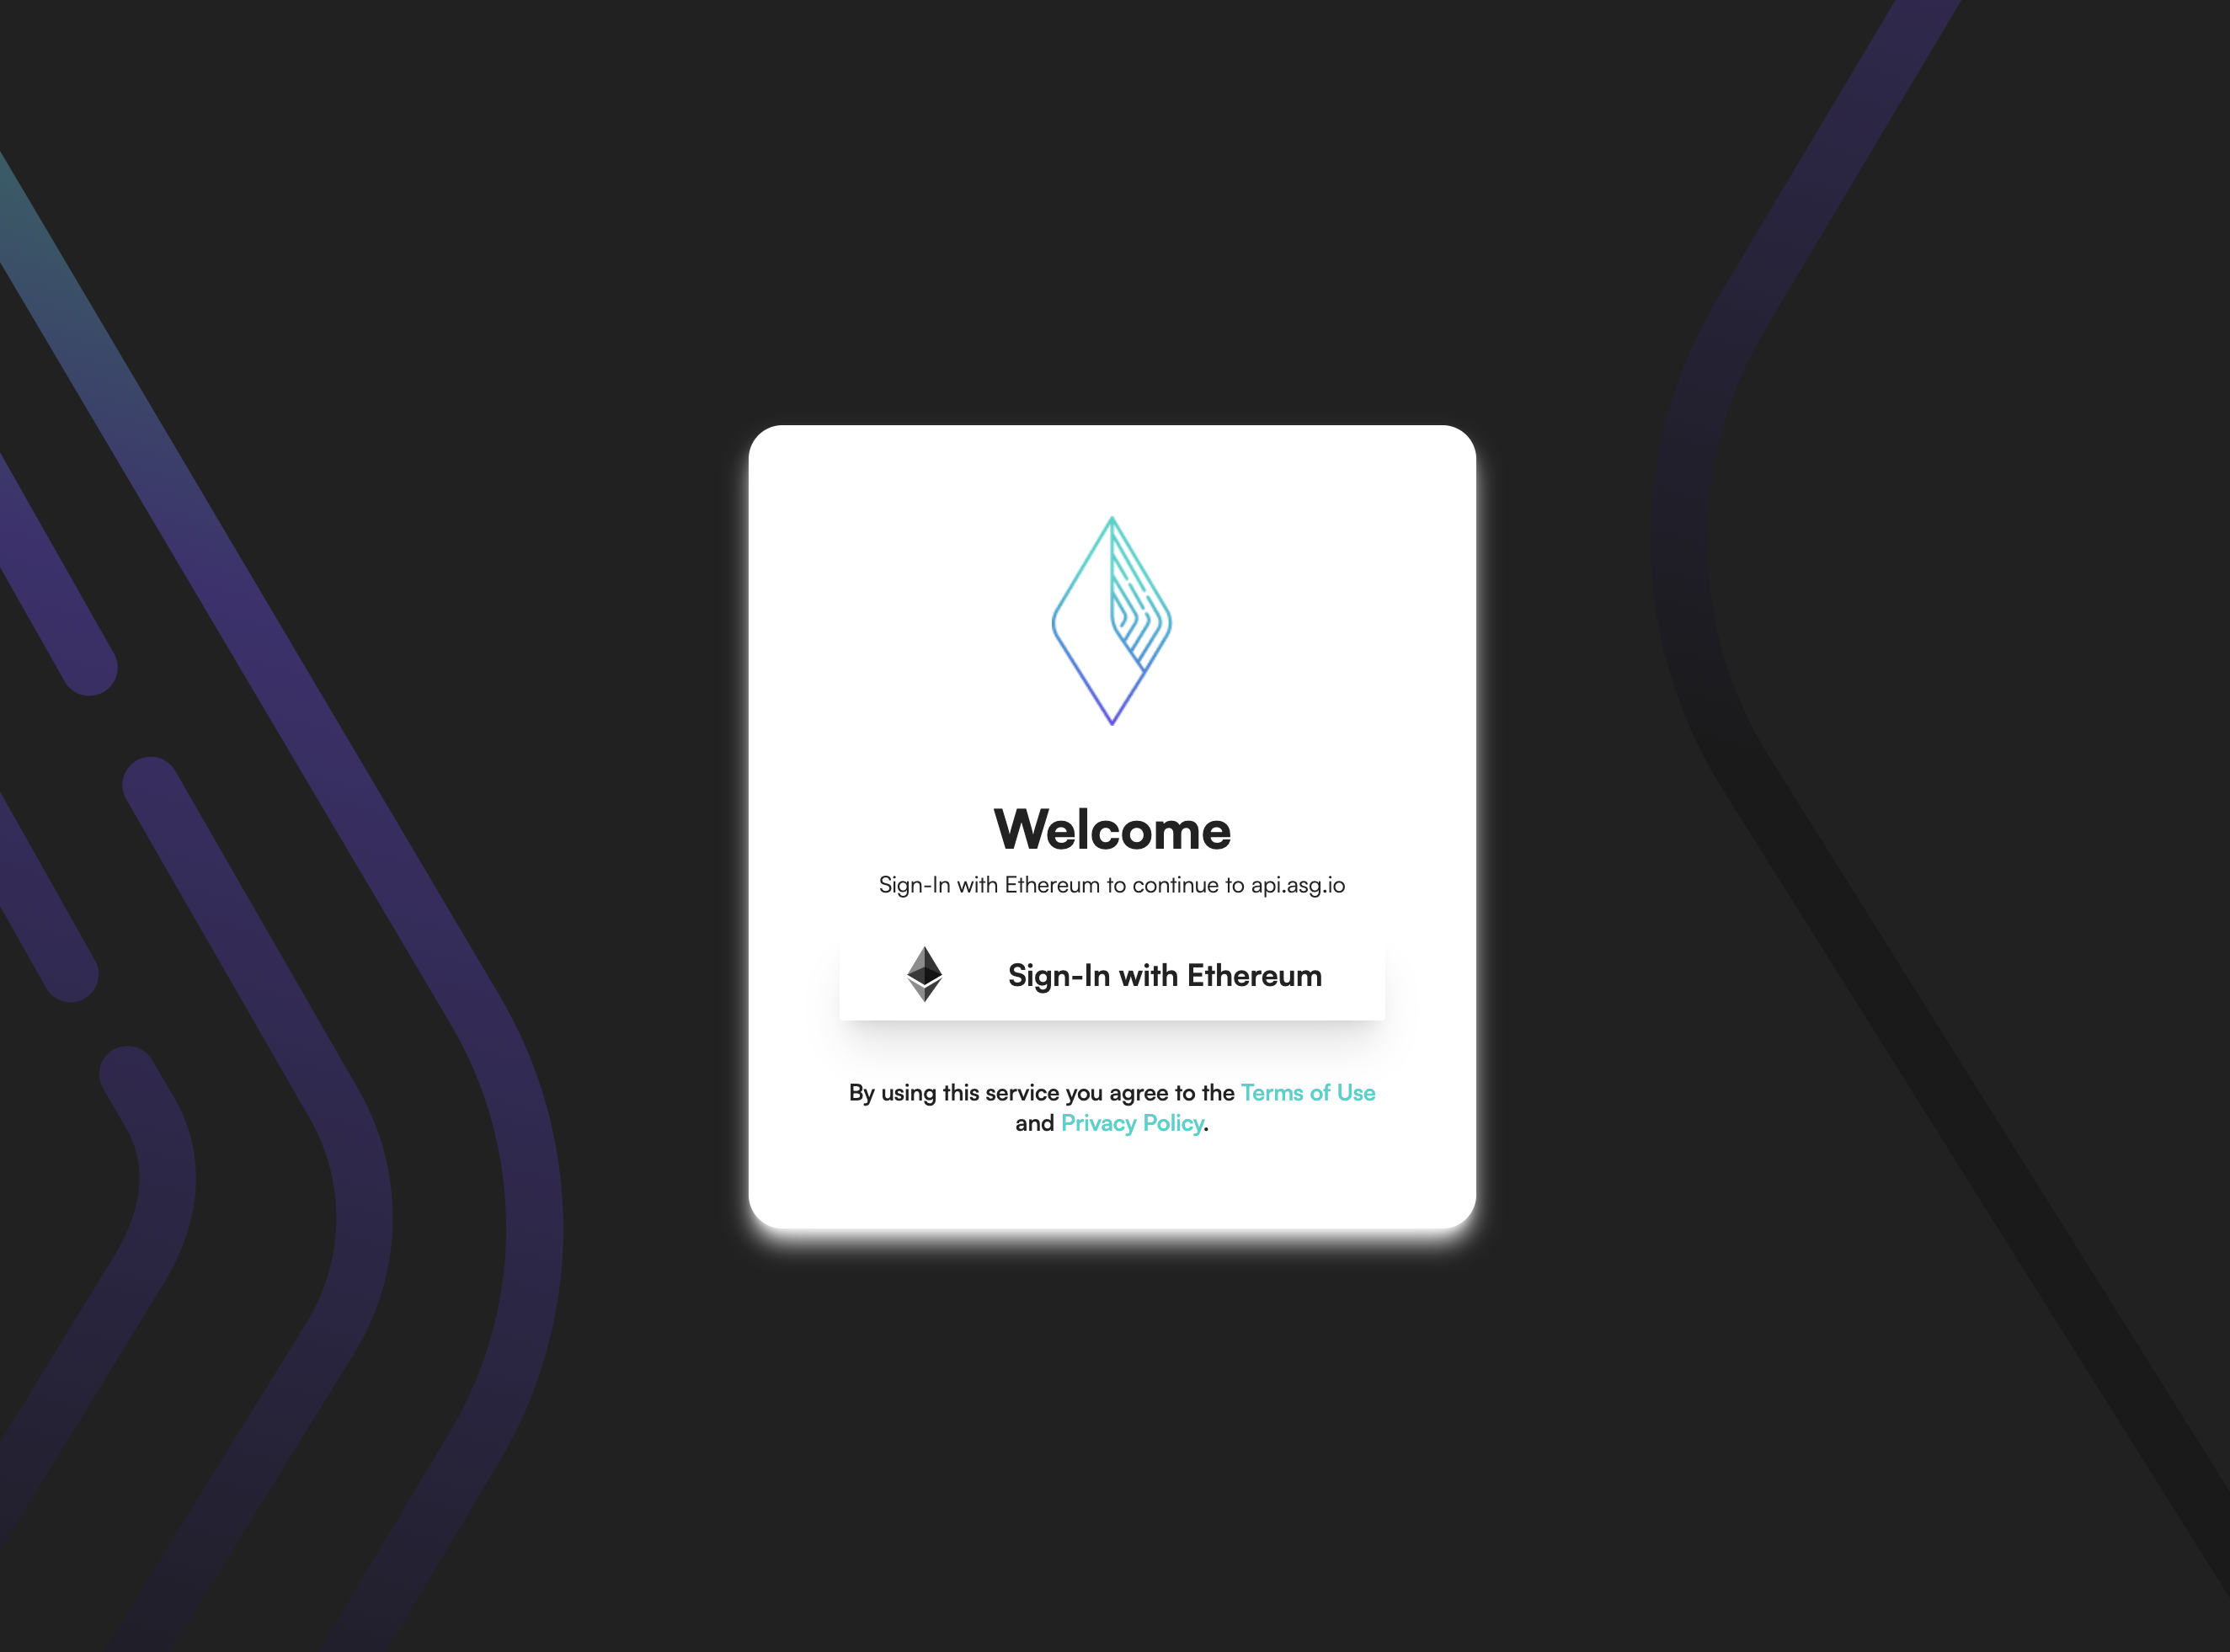 Welcome
Sign-In with Ethereum to continue to api.asg.io
Sign-In with Ethereum
By using this service you agree to the Terms of Use
and Privacy Policy.